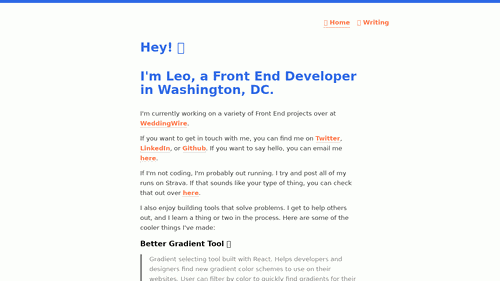 Home Writing
Hey!
I'm Leo, a Front End Developer
in Washington, DC.
I'm currently working on a variety of Front End projects over at
WeddingWire.
If you want to get in touch with me, you can find me on Twitter,
LinkedIn, or Github. If you want to say hello, you can email me
here.
If I'm not coding, I'm probably out running. I try and post all of my
runs on Strava. If that sounds like your type of thing, you can check
that out over here.
I also enjoy building tools that solve problems. I get to help others
out, and I learn a thing or two in the process. Here are some of the
cooler things I've made:
Better Gradient Tool
Gradient selecting tool built with React. Helps developers and
designers find new gradient color schemes to use on their
websites. User can filter by color to quickly find gradients for their